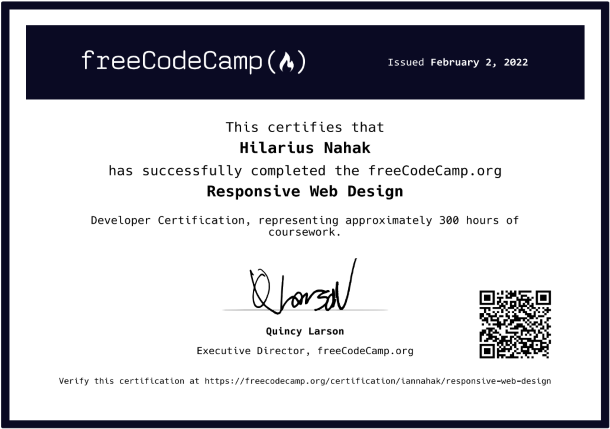 freeCodeCamp(🔥)
Issued February 2, 2022
This certifies that
Hilarius Nahak
has successfully completed the freeCodeCamp.org
Responsive Web Design
Developer Certification, representing approximately 300 hours of
coursework.
Q Larson
Quincy Larson
Executive Director, freeCodeCamp.org
Verify this certification at https://freecodecamp.org/certification/iannahak/responsive-web-design